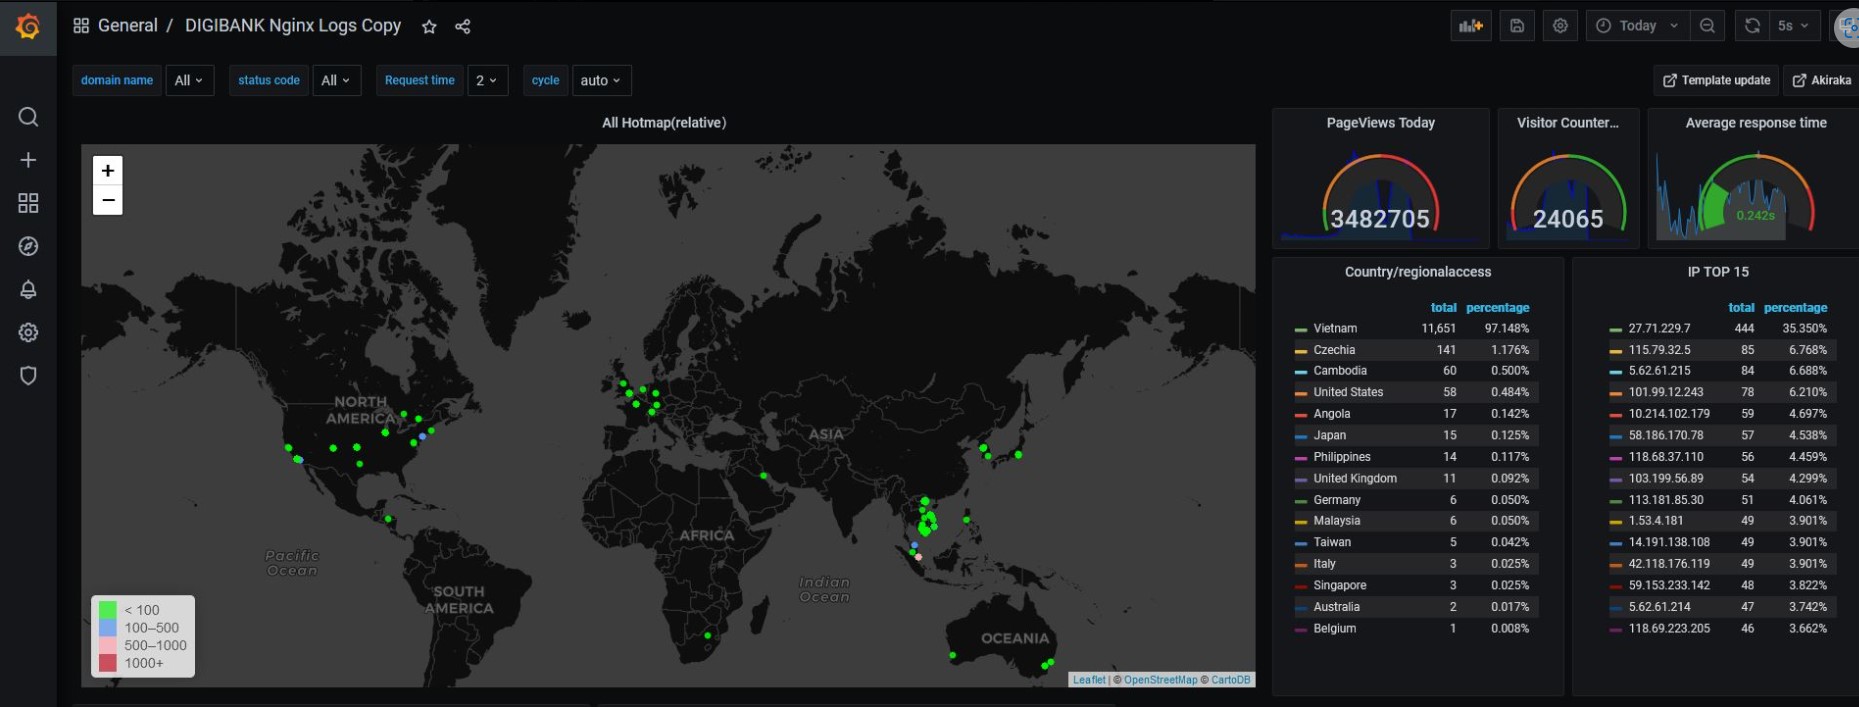 General / DIGIBANK Nginx Logs Copy
Today
5s
domain name All status code All Request time 2 cycle auto
Template update Akiraka
All Hotmap(relative)
+
−
NORTH AMERICA
Pacific Ocean
SOUTH AMERICA
AFRICA
ASIA
Indian Ocean
OCEANIA
< 100
100–500
500–1000
1000+
Leaflet | © OpenStreetMap © CartoDB
PageViews Today
3482705
Visitor Counter...
24065
Average response time
0.242s
Country/regionalaccess
total percentage
Vietnam 11,651 97.148%
Czechia 141 1.176%
Cambodia 60 0.500%
United States 58 0.484%
Angola 17 0.142%
Japan 15 0.125%
Philippines 14 0.117%
United Kingdom 11 0.092%
Germany 6 0.050%
Malaysia 6 0.050%
Taiwan 5 0.042%
Italy 3 0.025%
Singapore 3 0.025%
Australia 2 0.017%
Belgium 1 0.008%
IP TOP 15
total percentage
27.71.229.7 444 35.350%
115.79.32.5 85 6.768%
5.62.61.215 84 6.688%
101.99.12.243 78 6.210%
10.214.102.179 59 4.697%
58.186.170.78 57 4.538%
118.68.37.110 56 4.459%
103.199.56.89 54 4.299%
113.181.85.30 51 4.061%
1.53.4.181 49 3.901%
14.191.138.108 49 3.901%
42.118.176.119 49 3.901%
59.153.233.142 48 3.822%
5.62.61.214 47 3.742%
118.69.223.205 46 3.662%